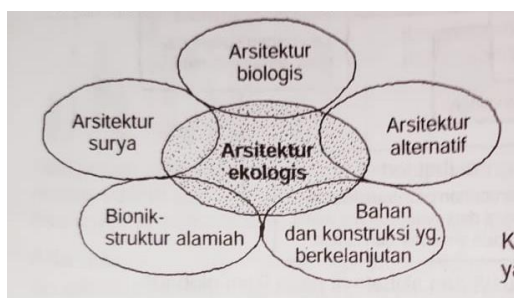 Arsitektur
biologis
Arsitektur
surya
Arsitektur
ekologis
Arsitektur
alternatif
Bionik-
struktur alamiah
Bahan
dan konstruksi yg.
berkelanjutan